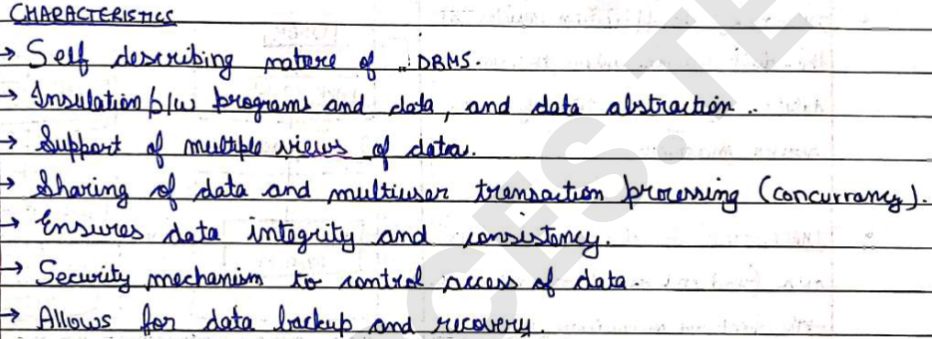 CHARACTERISTICS
→ Self describing nature of DBMS.
→ Insulation b/w programs and data, and data abstraction.
→ Support of multiple views of data.
→ Sharing of data and multiuser transaction processing (concurrancy).
→ Ensures data integrity and consistency.
→ Security mechanism to control access of data.
→ Allows for data backup and recovery.
CES.TE